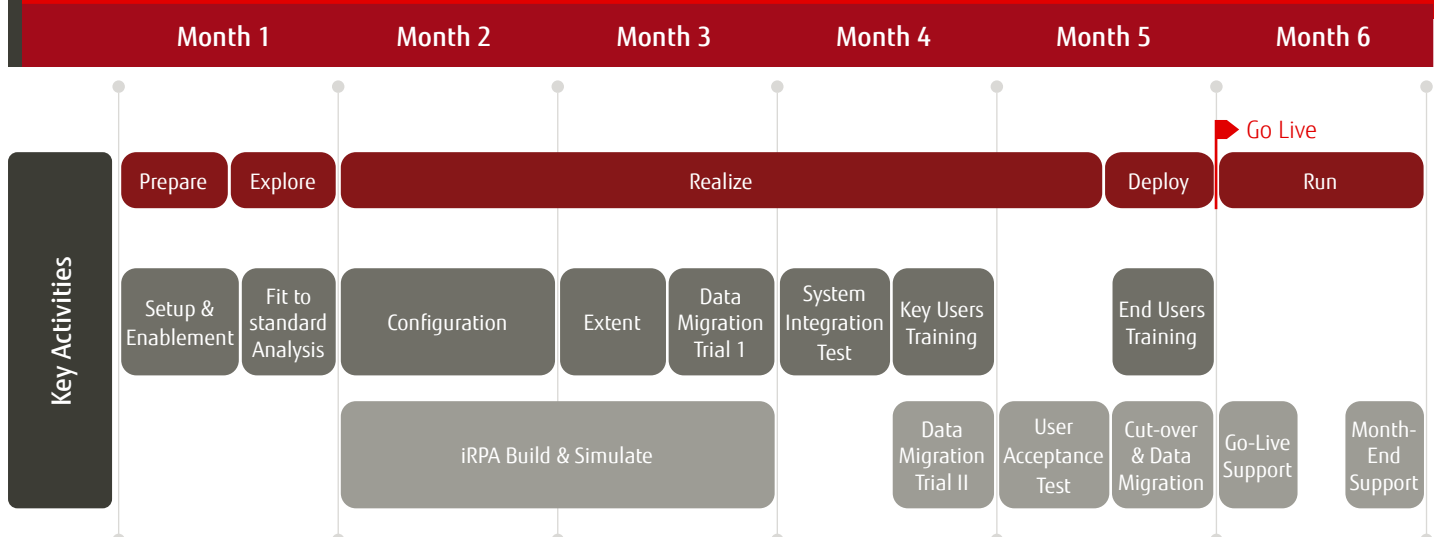 Month 1
Month 2
Month 3
Month 4
Month 5
Month 6
Go Live
Prepare
Explore
Realize
Deploy
Run
Key Activities
Setup &
Enablement
Fit to
standard
Analysis
Configuration
Extent
Data
Migration
Trial 1
System
Integration
Test
Key Users
Training
End Users
Training
iRPA Build & Simulate
Data
Migration
Trial II
User
Acceptance
Test
Cut-over
& Data
Migration
Go-Live
Support
Month-
End
Support